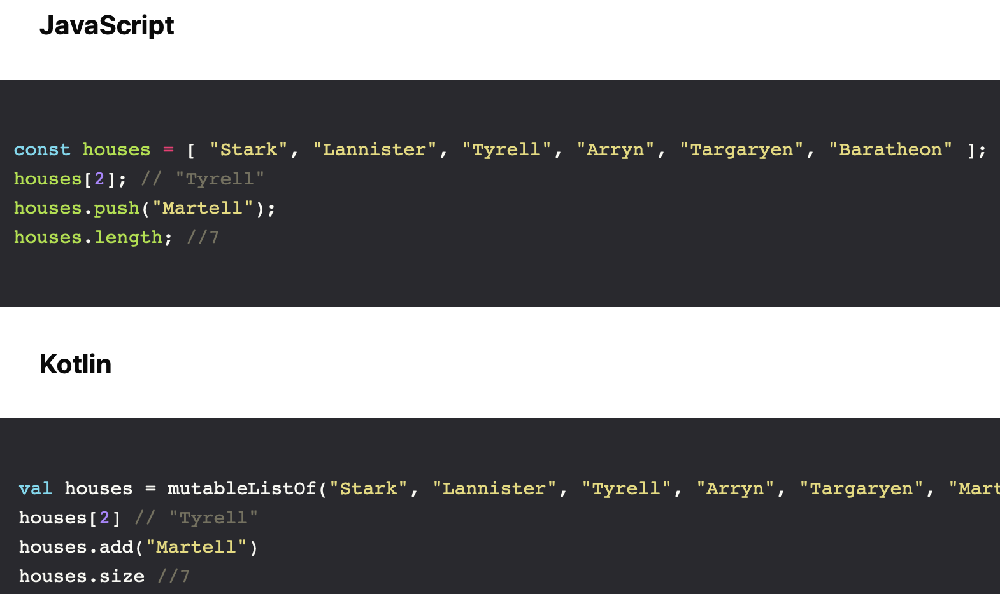 JavaScript
const houses = [ "Stark", "Lannister", "Tyrell", "Arryn", "Targaryen", "Baratheon" ];
houses[2]; // "Tyrell"
houses.push("Martell");
houses.length; //7
Kotlin
val houses = mutableListOf("Stark", "Lannister", "Tyrell", "Arryn", "Targaryen", "Mart
houses[2] // "Tyrell"
houses.add("Martell")
houses.size //7